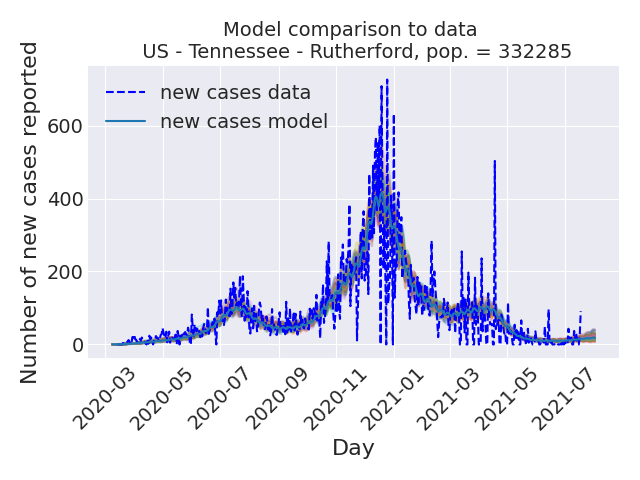 Model comparison to data
US - Tennessee - Rutherford, pop. = 332285
new cases data
new cases model
Number of new cases reported
600
400
200
0
2020-03
2020-05
2020-07
2020-09
2020-11
2021-01
2021-03
2021-05
2021-07
Day